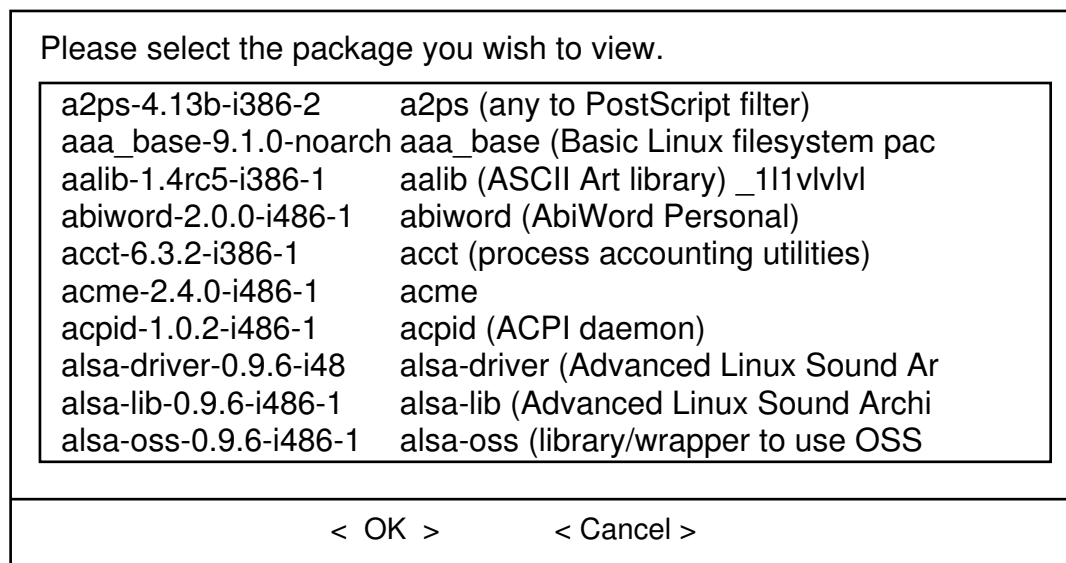 Please select the package you wish to view.
a2ps-4.13b-i386-2 a2ps (any to PostScript filter)
aaa_base-9.1.0-noarch aaa_base (Basic Linux filesystem pac
aalib-1.4rc5-i386-1 aalib (ASCII Art library) _1l1vlvlvl
abiword-2.0.0-i486-1 abiword (AbiWord Personal)
acct-6.3.2-i386-1 acct (process accounting utilities)
acme-2.4.0-i486-1 acme
acpid-1.0.2-i486-1 acpid (ACPI daemon)
alsa-driver-0.9.6-i48 alsa-driver (Advanced Linux Sound Ar
alsa-lib-0.9.6-i486-1 alsa-lib (Advanced Linux Sound Archi
alsa-oss-0.9.6-i486-1 alsa-oss (library/wrapper to use OSS
< OK > < Cancel >